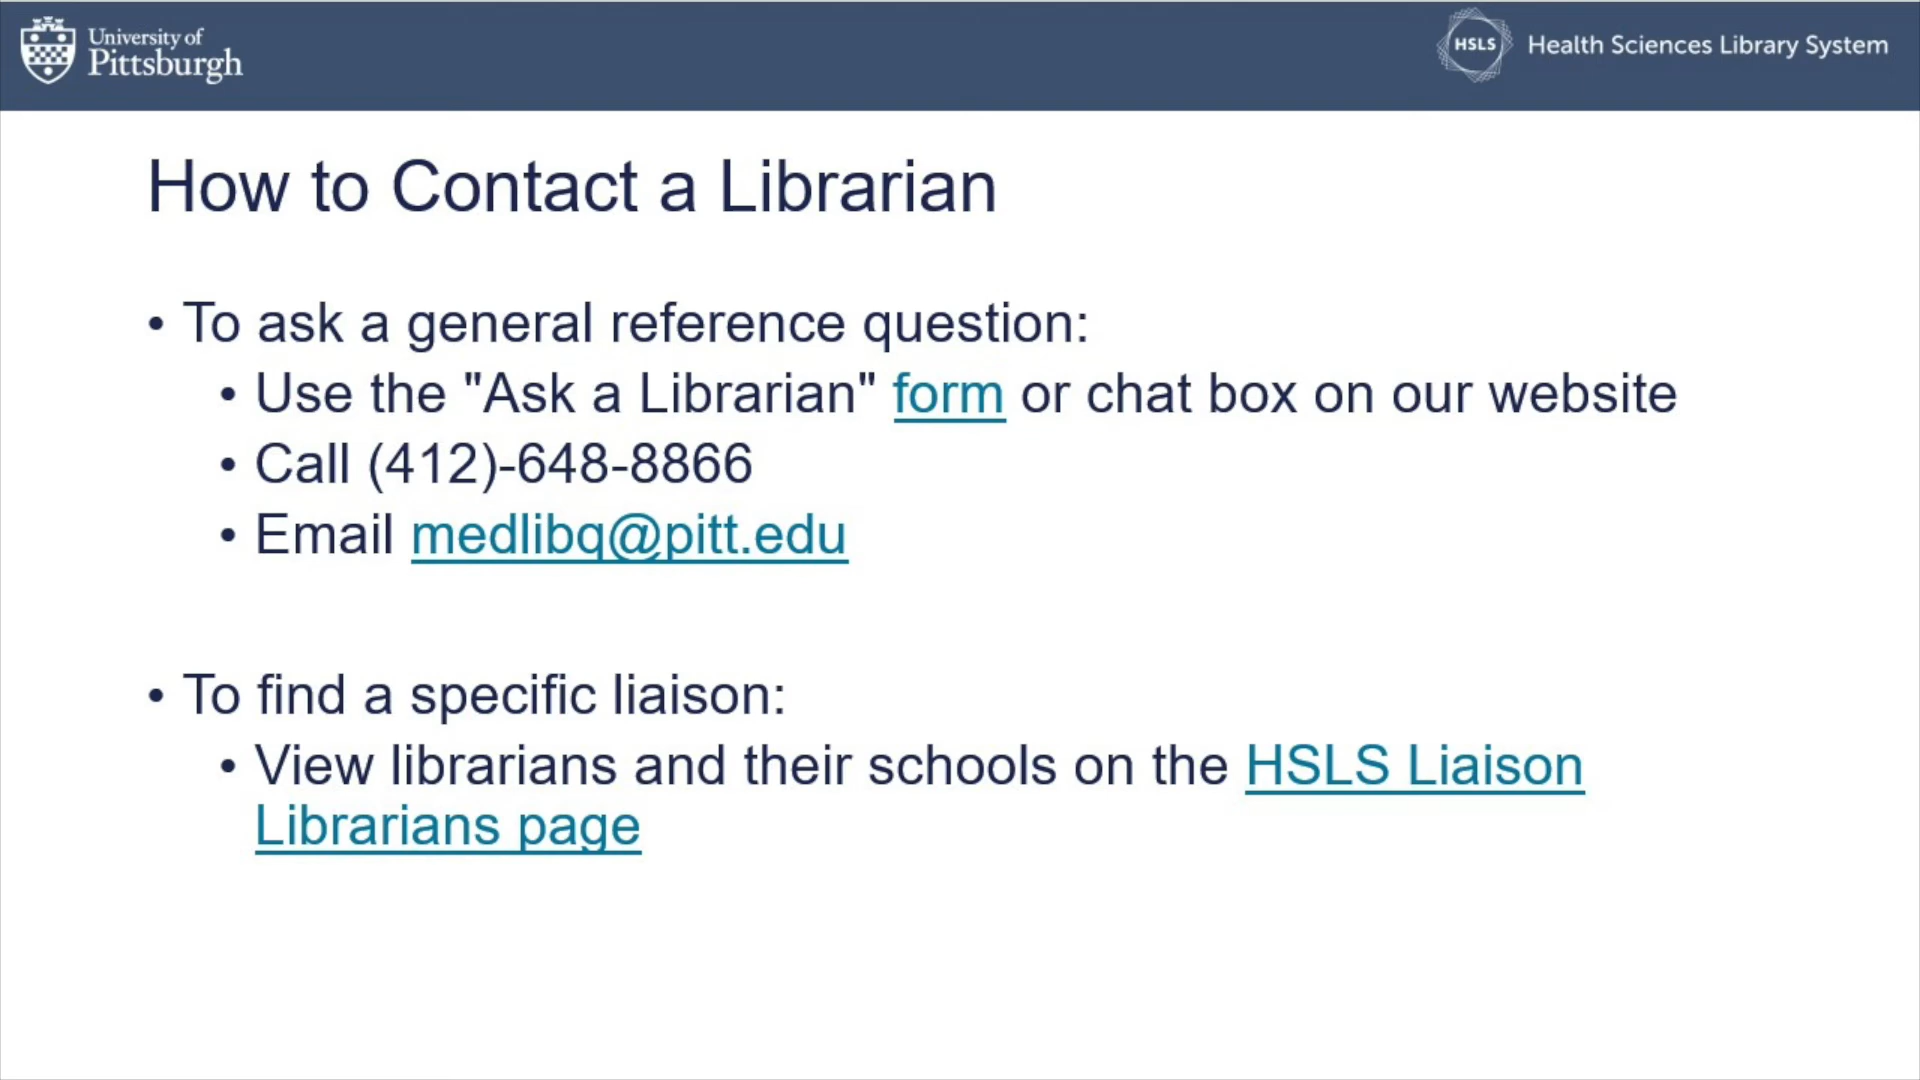 University of
Pittsburgh
HSLS
Health Sciences Library System
How to Contact a Librarian
• To ask a general reference question:
• Use the "Ask a Librarian" form or chat box on our website
• Call (412)-648-8866
• Email medlibq@pitt.edu
• To find a specific liaison:
• View librarians and their schools on the HSLS Liaison
Librarians page